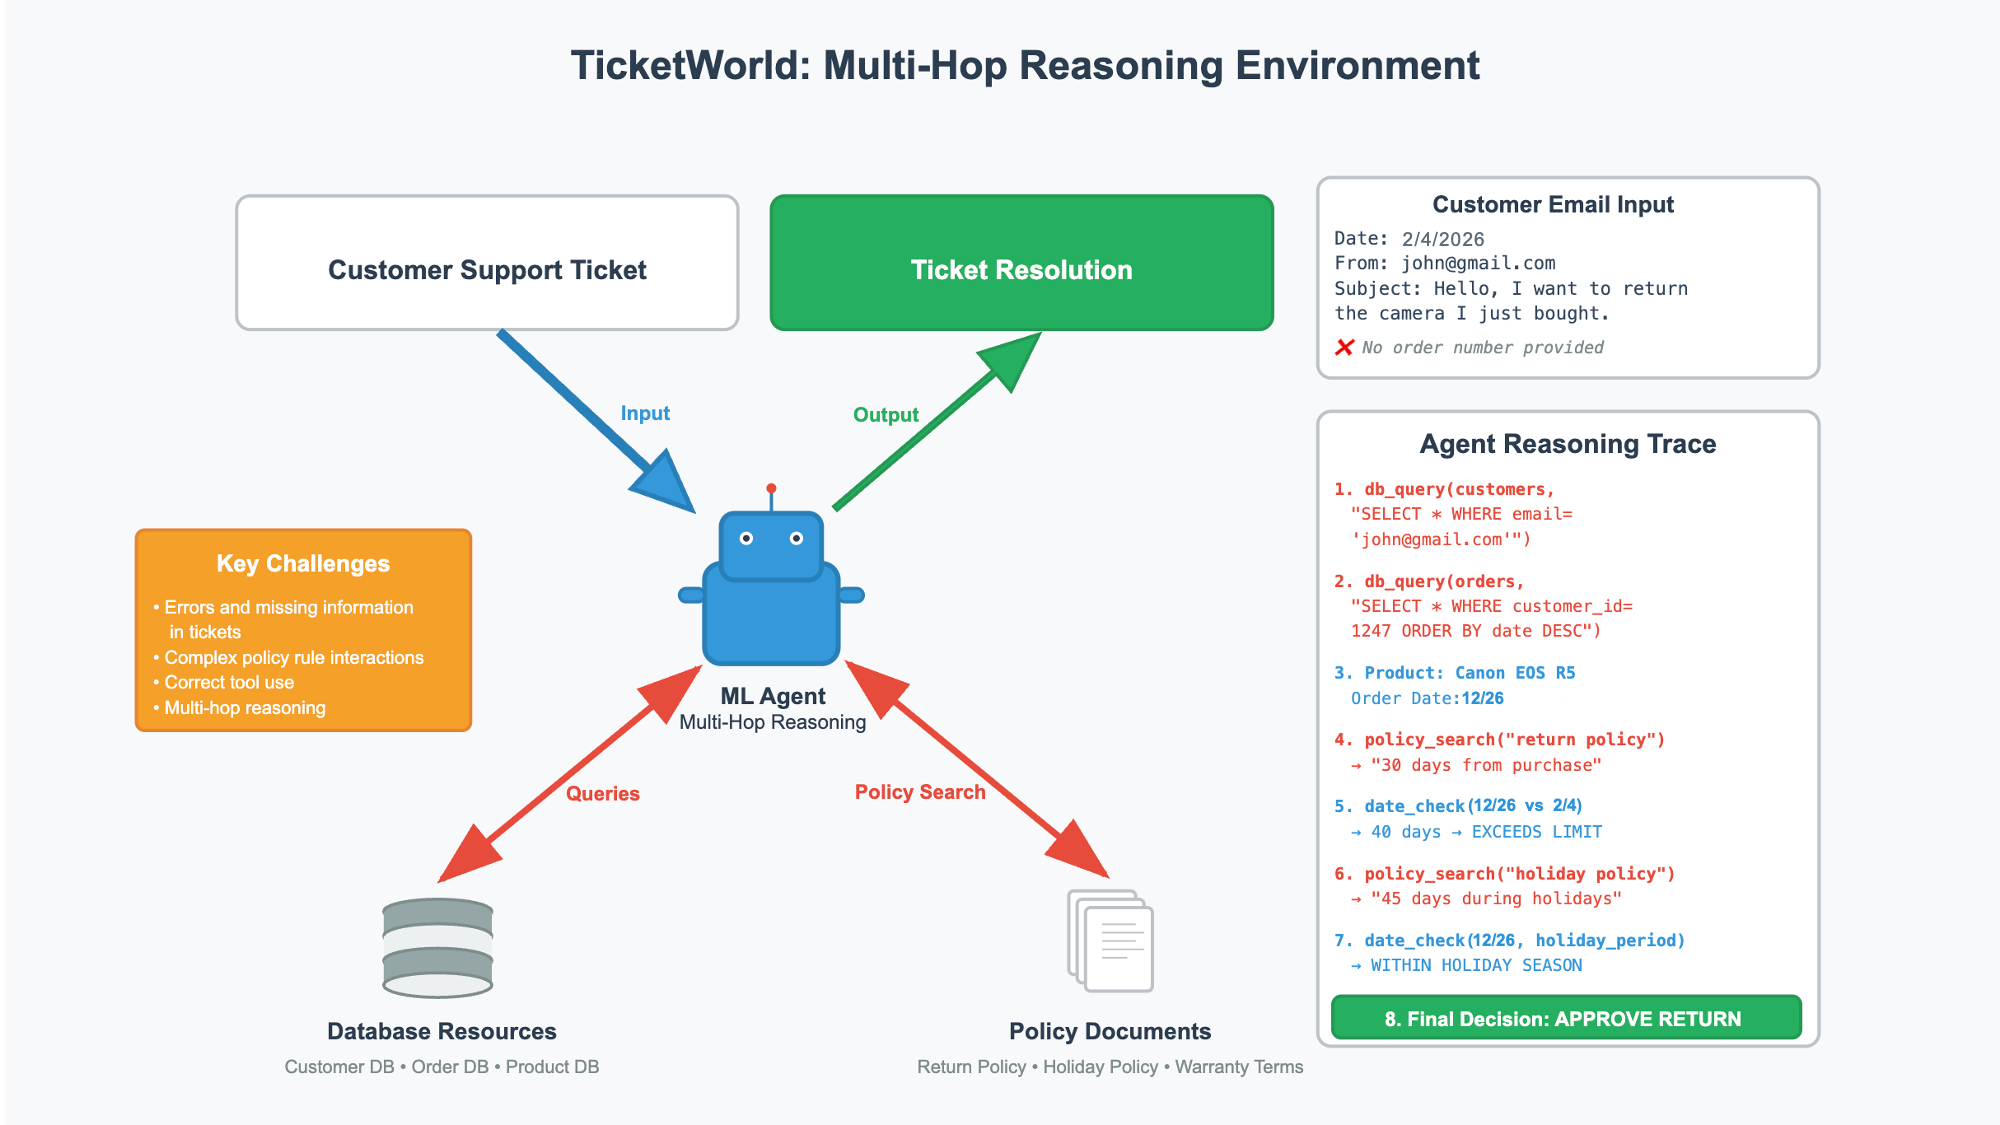 TicketWorld: Multi-Hop Reasoning Environment
Customer Support Ticket
Ticket Resolution
Input
Output
Key Challenges
• Errors and missing information
in tickets
• Complex policy rule interactions
• Correct tool use
• Multi-hop reasoning
ML Agent
Multi-Hop Reasoning
Queries
Policy Search
Database Resources
Customer DB • Order DB • Product DB
Policy Documents
Return Policy • Holiday Policy • Warranty Terms
Customer Email Input
Date: 2/4/2026
From: john@gmail.com
Subject: Hello, I want to return
the camera I just bought.
❌ No order number provided
Agent Reasoning Trace
1. db_query(customers,
"SELECT * WHERE email=
'john@gmail.com'")
2. db_query(orders,
"SELECT * WHERE customer_id=
1247 ORDER BY date DESC")
3. Product: Canon EOS R5
Order Date:12/26
4. policy_search("return policy")
→ "30 days from purchase"
5. date_check(12/26 vs 2/4)
→ 40 days → EXCEEDS LIMIT
6. policy_search("holiday policy")
→ "45 days during holidays"
7. date_check(12/26, holiday_period)
→ WITHIN HOLIDAY SEASON
8. Final Decision: APPROVE RETURN